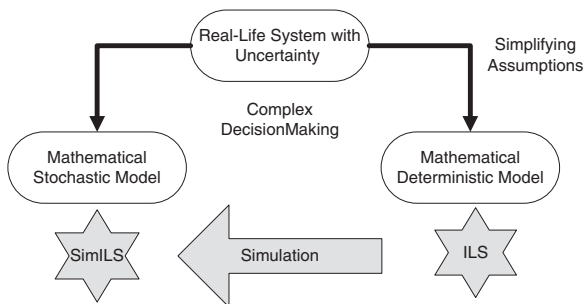 Real-Life System with
Uncertainty
Simplifying
Assumptions
Complex
DecisionMaking
Mathematical
Stochastic Model
Mathematical
Deterministic Model
SimILS
Simulation
ILS